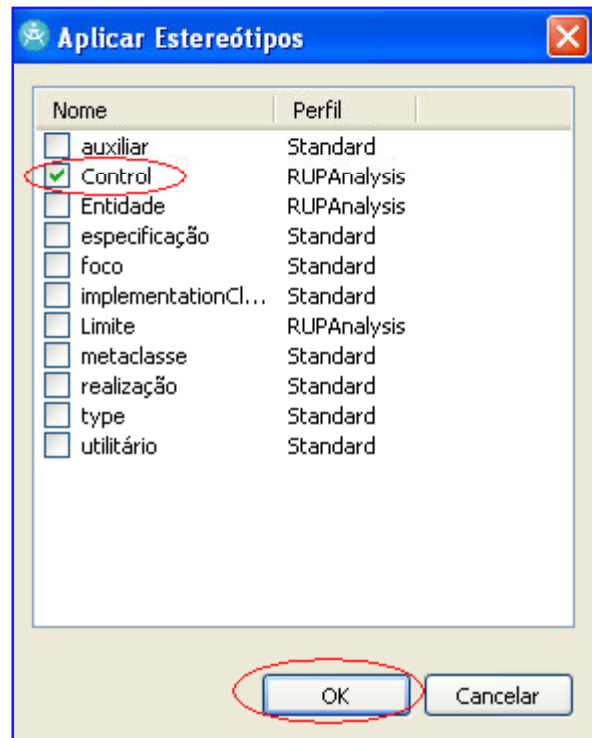 Aplicar Estereótipos
Nome Perfil
auxiliar Standard
Control RUPAnalysis
Entidade RUPAnalysis
especificação Standard
foco Standard
implementationCl... Standard
Limite RUPAnalysis
metaclasse Standard
realização Standard
type Standard
utilitário Standard
OK Cancelar